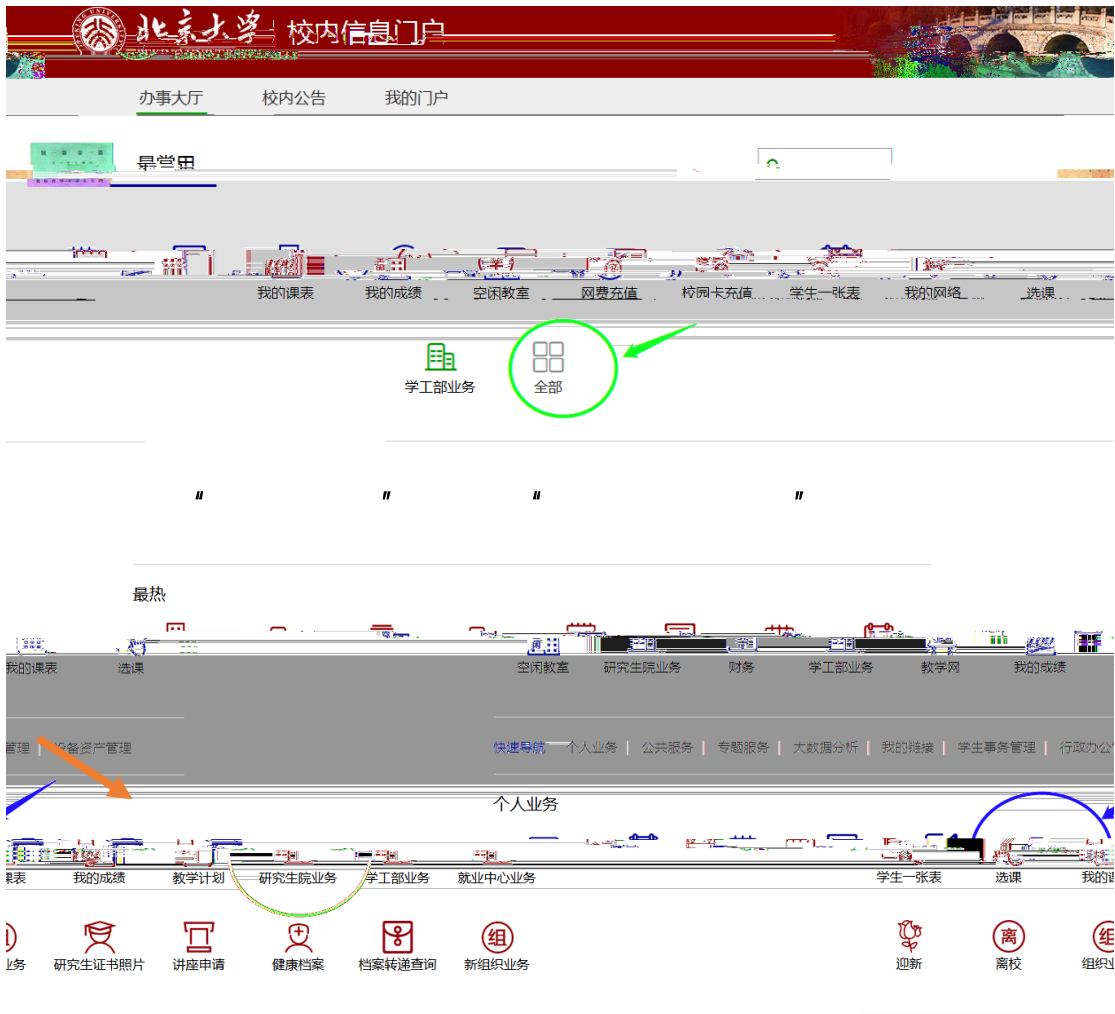 北京大学 校内信息门户
办事大厅 校内公告 我的门户
最常用
我的课表 我的成绩 空闲教室 网费充值 校园卡充值 学生一张表 我的网络 选课
学工部业务 全部
" " " "
最热
我的课表 选课 空闲教室 研究生院业务 财务 学工部业务 教学网 我的成绩
管理 | 设备资产管理 快速导航 个人业务 | 公共服务 | 专题服务 | 大数据分析 | 我的链接 | 学生事务管理 | 行政办公
个人业务
课表 我的成绩 教学计划 研究生院业务 学工部业务 就业中心业务 学生一张表 选课 我的
业务 研究生证书照片 讲座申请 健康档案 档案转递查询 新组织业务 迎新 离校 组织